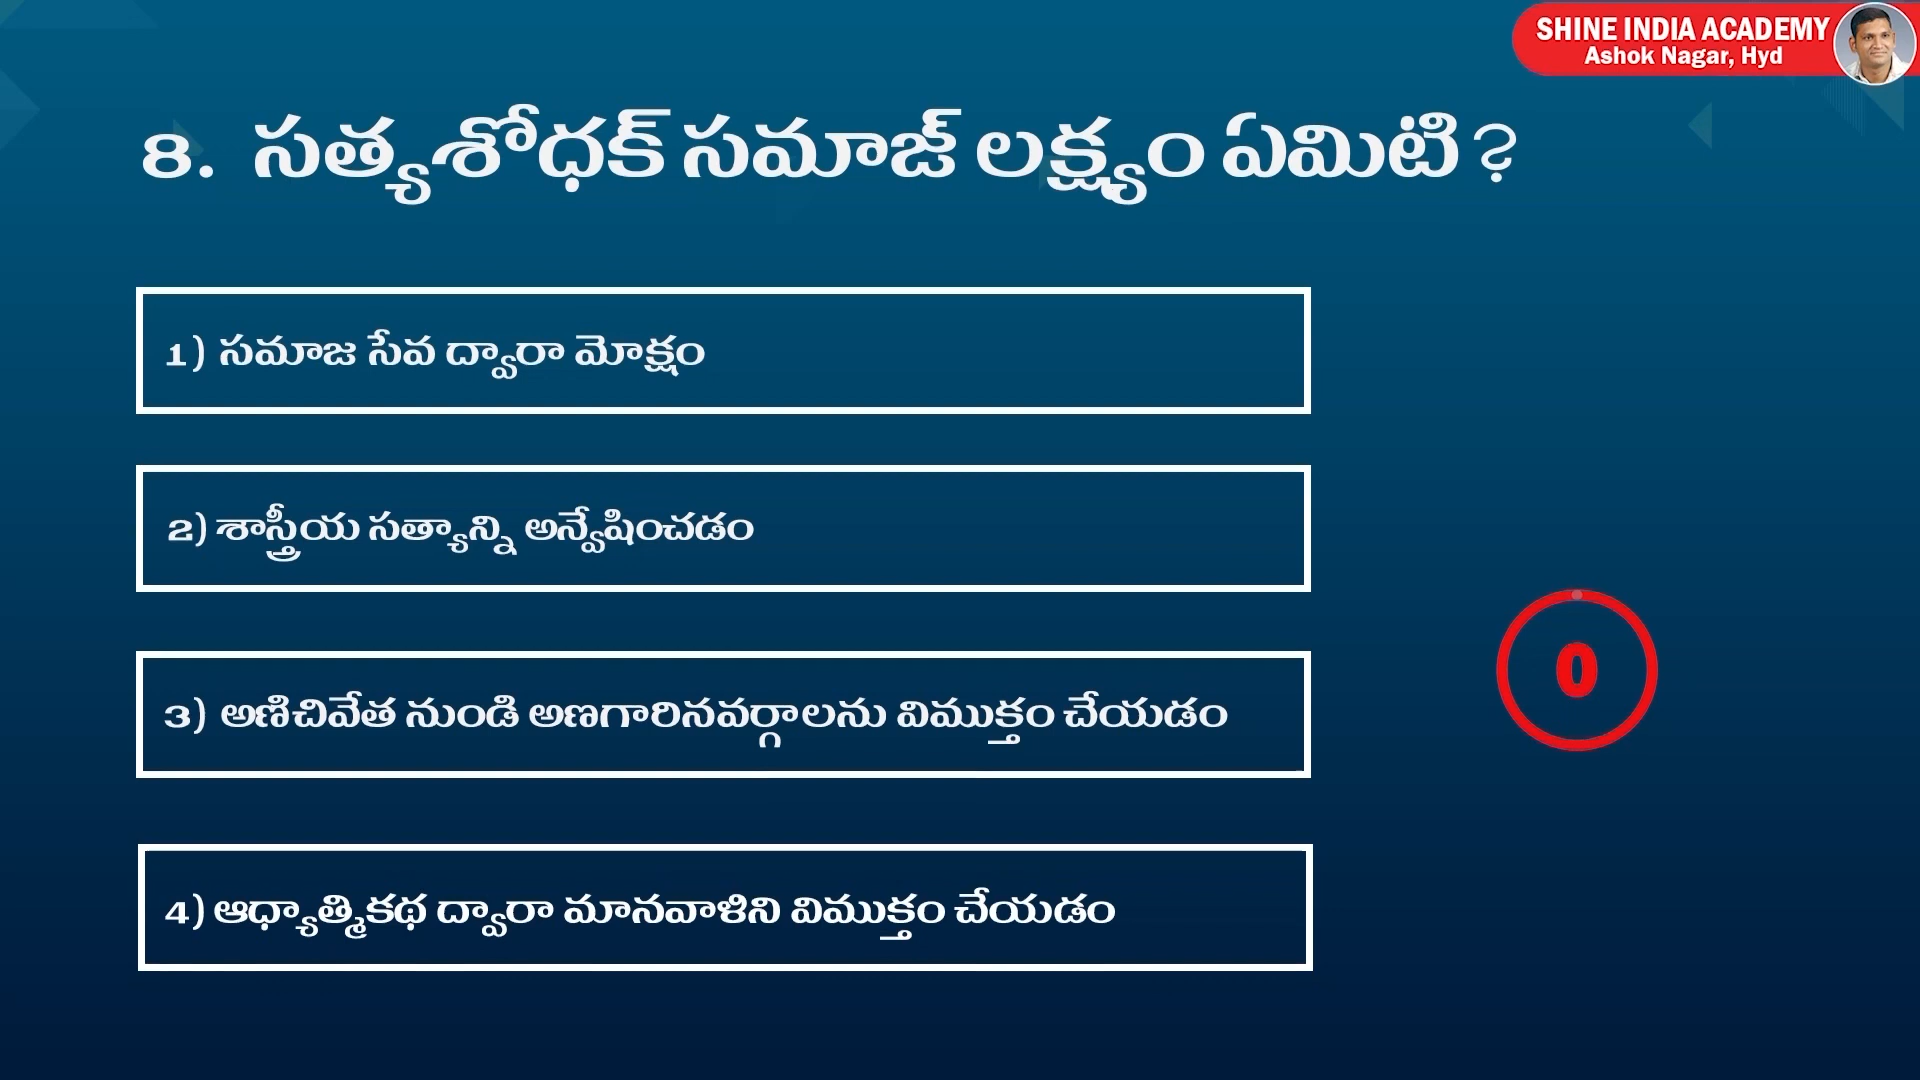 SHINE INDIA ACADEMY
Ashok Nagar, Hyd
8. సత్యశోధక్ సమాజ్ లక్ష్యం ఏమిటి?
1) సమాజ సేవ ద్వారా మోక్షం
2) శాస్త్రీయ సత్యాన్ని అన్వేషించడం
3) అణిచివేత నుండి అణగారినవర్గాలను విముక్తం చేయడం
0
4) ఆధ్యాత్మికథ ద్వారా మానవాళిని విముక్తం చేయడం